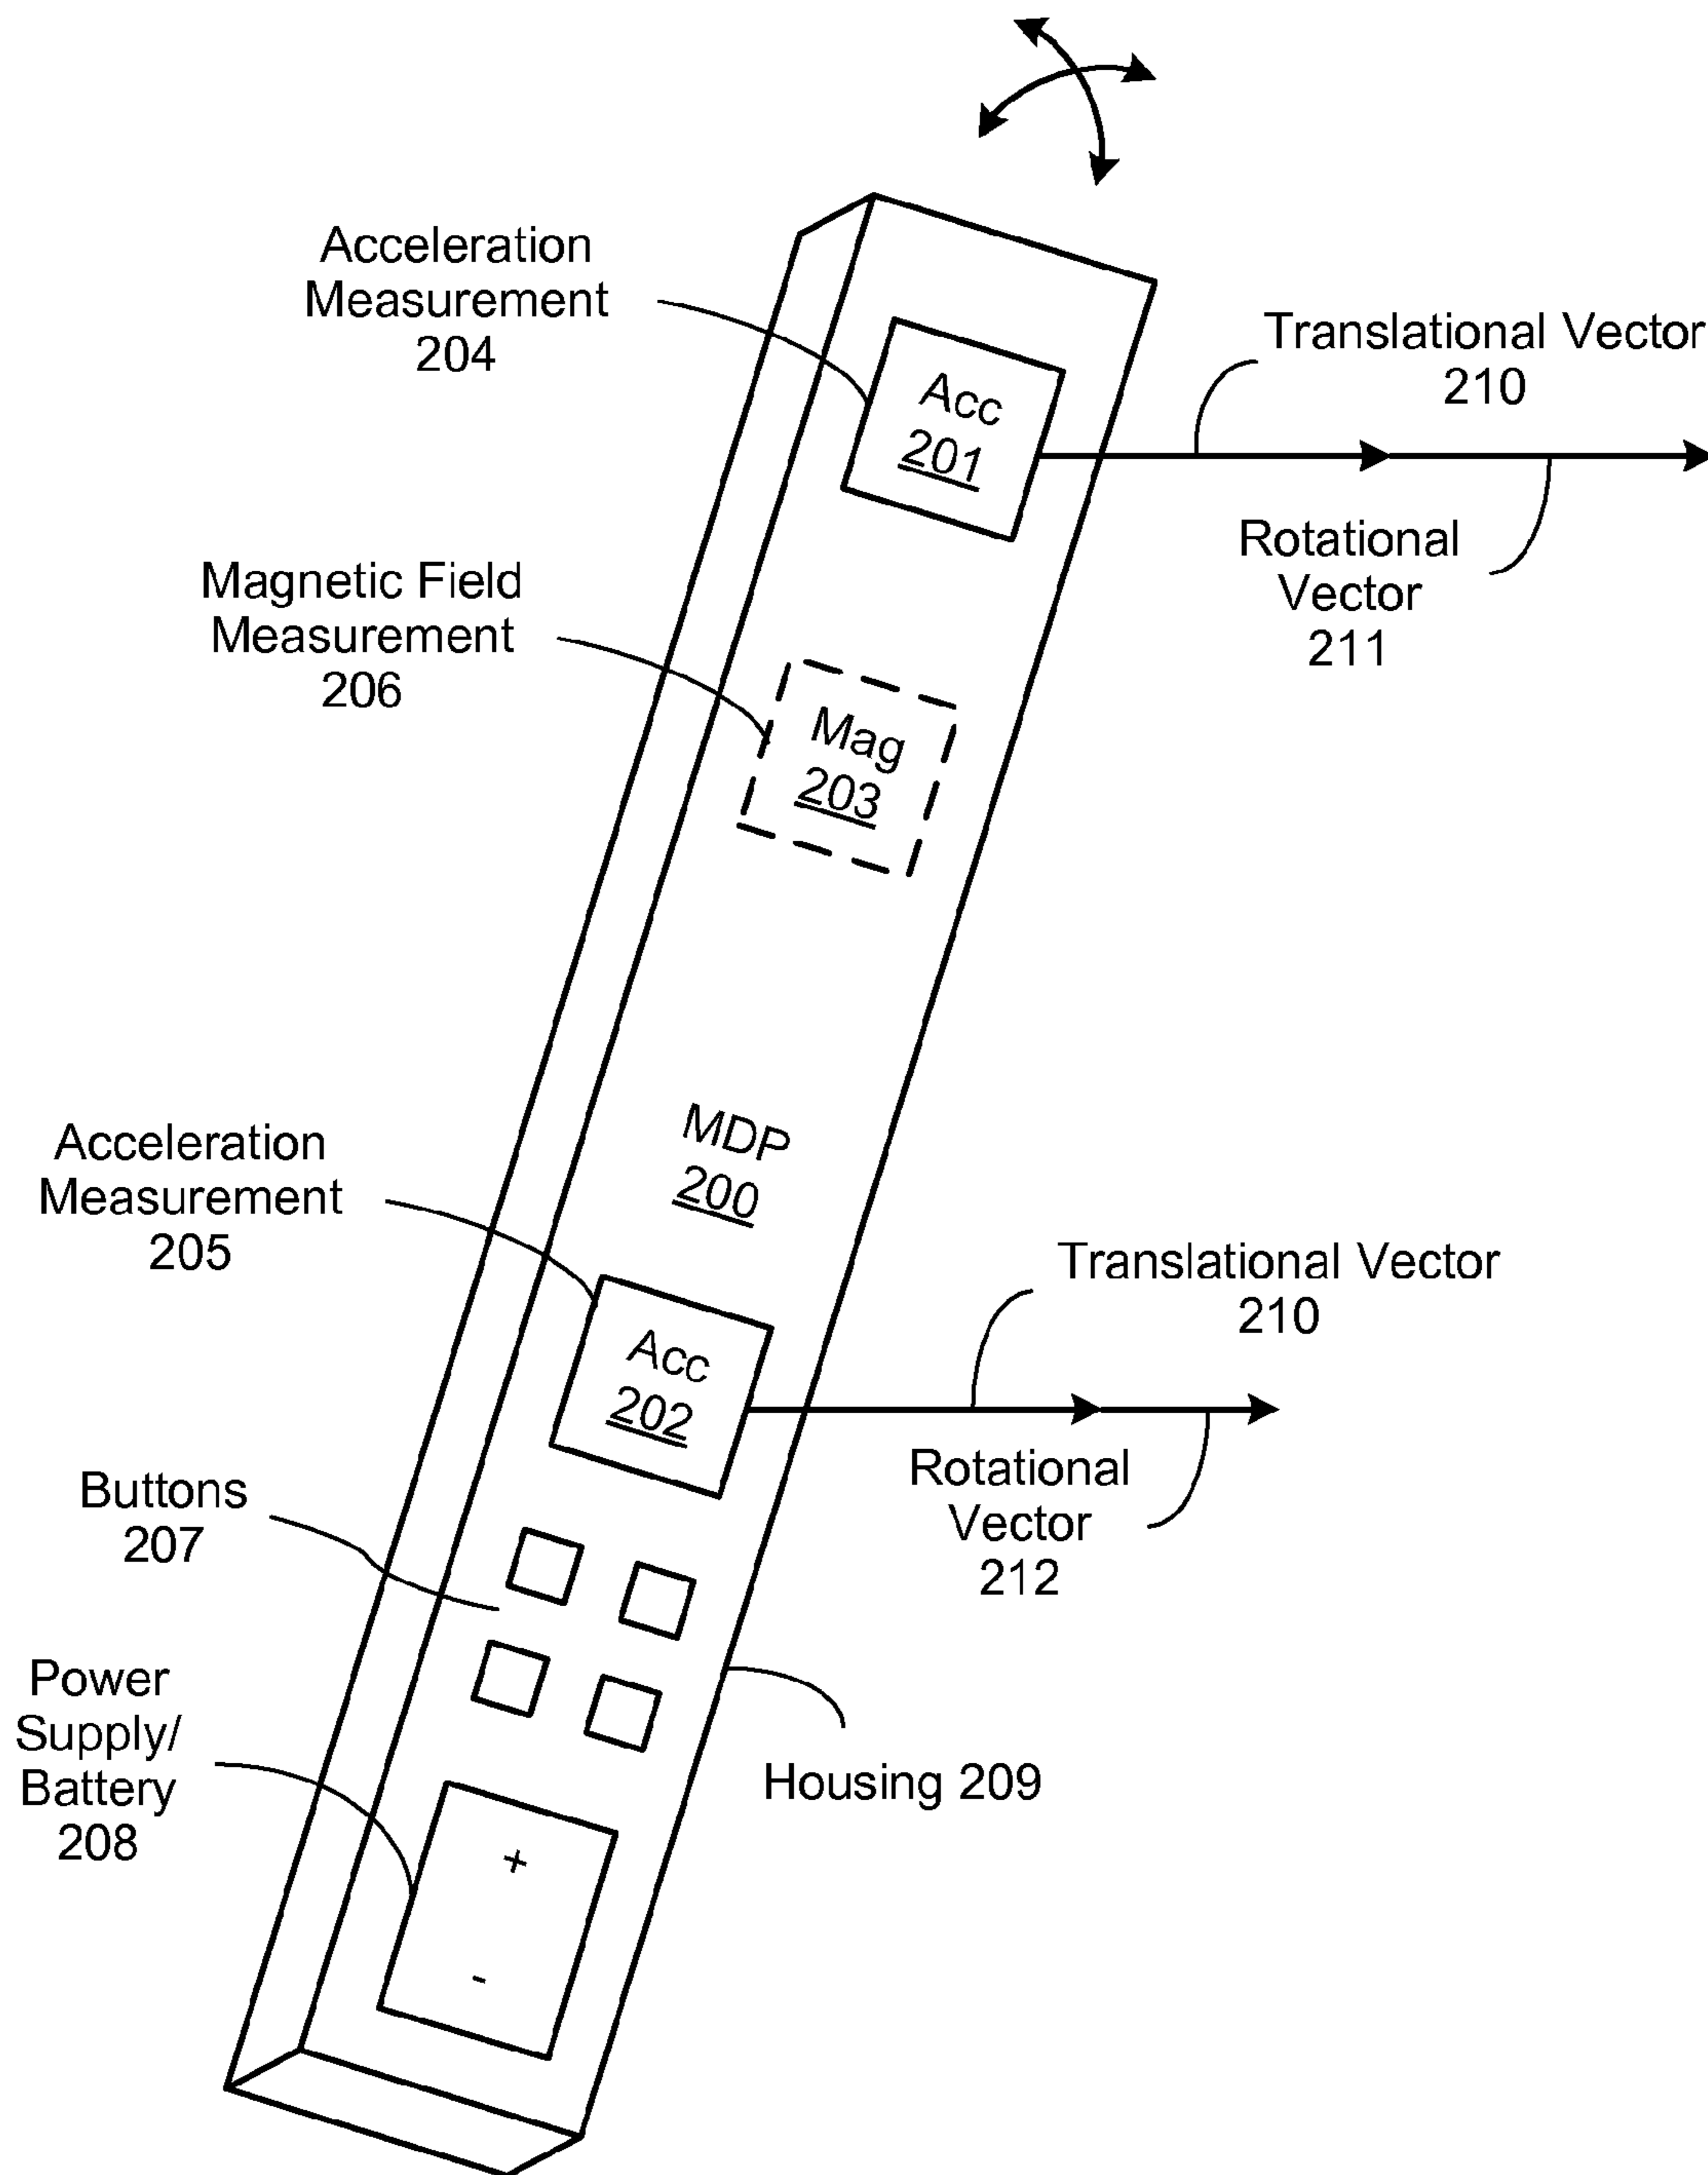 Acceleration
Measurement
204
Acc
201
Translational Vector
210
Rotational
Vector
211
Magnetic Field
Measurement
206
Mag
203
MDP
200
Acceleration
Measurement
205
Acc
202
Translational Vector
210
Rotational
Vector
212
Buttons
207
Power
Supply/
Battery
208
Housing 209
+
-